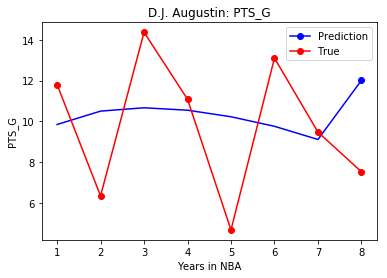 D.J. Augustin: PTS_G
Prediction
True
14
12
10
8
6
PTS_G
1 2 3 4 5 6 7 8
Years in NBA